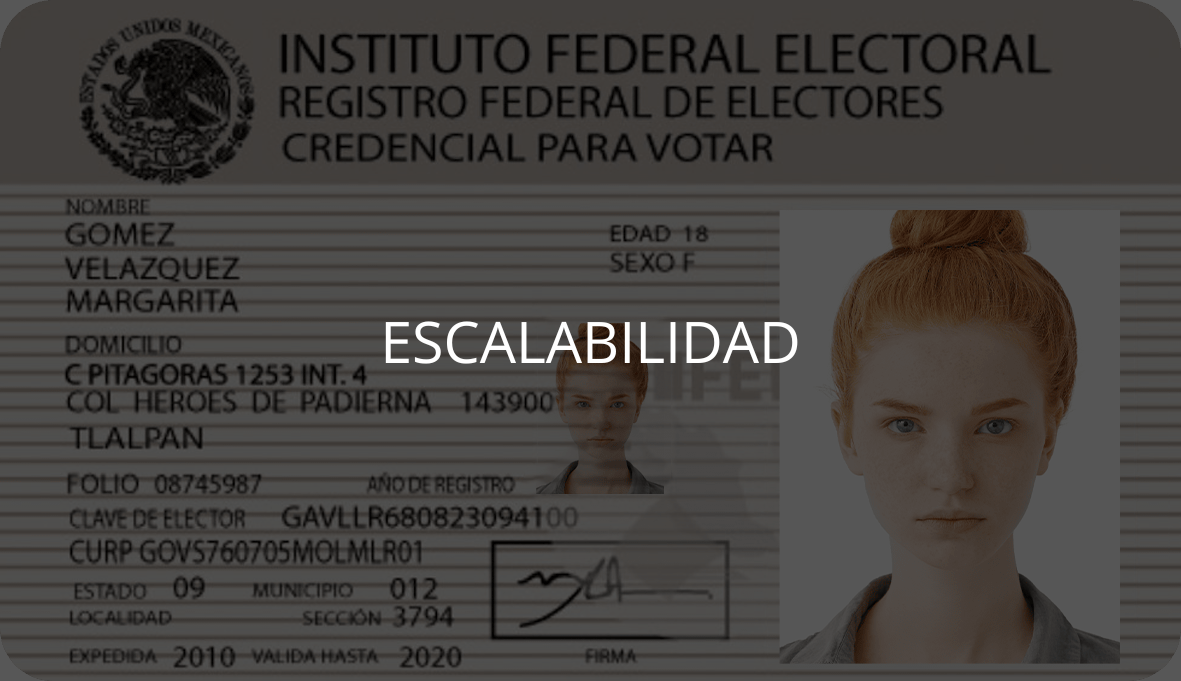 ESTADOS UNIDOS MEXICANOS
INSTITUTO FEDERAL ELECTORAL
REGISTRO FEDERAL DE ELECTORES
CREDENCIAL PARA VOTAR
NOMBRE
GOMEZ
VELAZQUEZ
MARGARITA
EDAD 18
SEXO F
ESCALABILIDAD
DOMICILIO
C PITAGORAS 1253 INT. 4
COL HEROES DE PADIERNA 143900
TLALPAN
IFE
FOLIO 08745987 AÑO DE REGISTRO
CLAVE DE ELECTOR GAVLLR680823094100
CURP GOVS760705MOLMLR01
ESTADO 09 MUNICIPIO 012
LOCALIDAD SECCIÓN 3794
EXPEDIDA 2010 VALIDA HASTA 2020 FIRMA